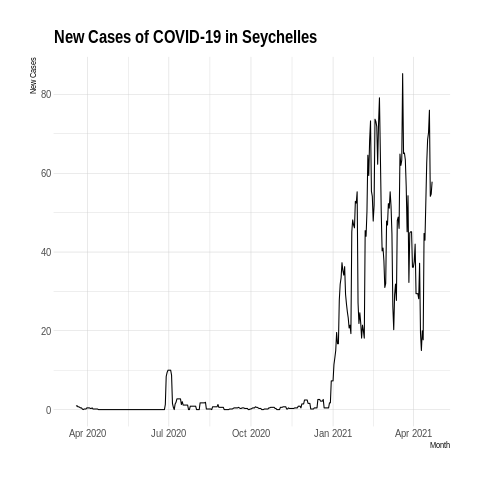 New Cases of COVID-19 in Seychelles
New Cases
80
60
40
20
0
Apr 2020
Jul 2020
Oct 2020
Jan 2021
Apr 2021
Month